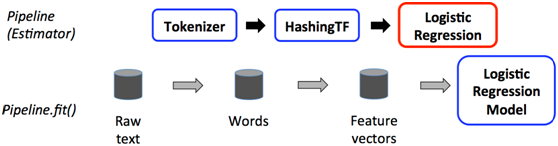 Pipeline
(Estimator)
Tokenizer
HashingTF
Logistic
Regression
Pipeline.fit()
Raw
text
Words
Feature
vectors
Logistic
Regression
Model